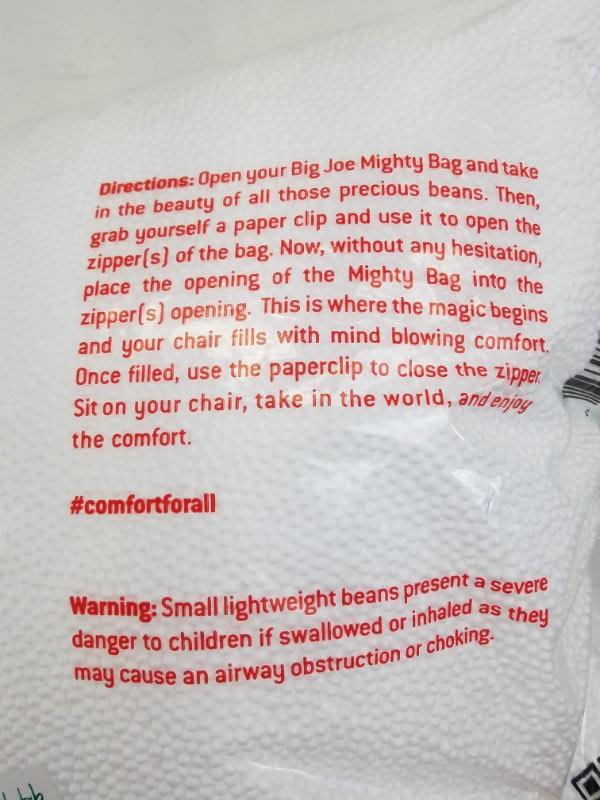 Directions: Open your Big Joe Mighty Bag and take
in the beauty of all those precious beans. Then,
grab yourself a paper clip and use it to open the
zipper(s) of the bag. Now, without any hesitation,
place the opening of the Mighty Bag into the
zipper(s) opening. This is where the magic begins
and your chair fills with mind blowing comfort.
Once filled, use the paperclip to close the zipper.
Sit on your chair, take in the world, and enjoy
the comfort.
#comfortforall
Warning: Small lightweight beans present a severe
danger to children if swallowed or inhaled as they
may cause an airway obstruction or choking.